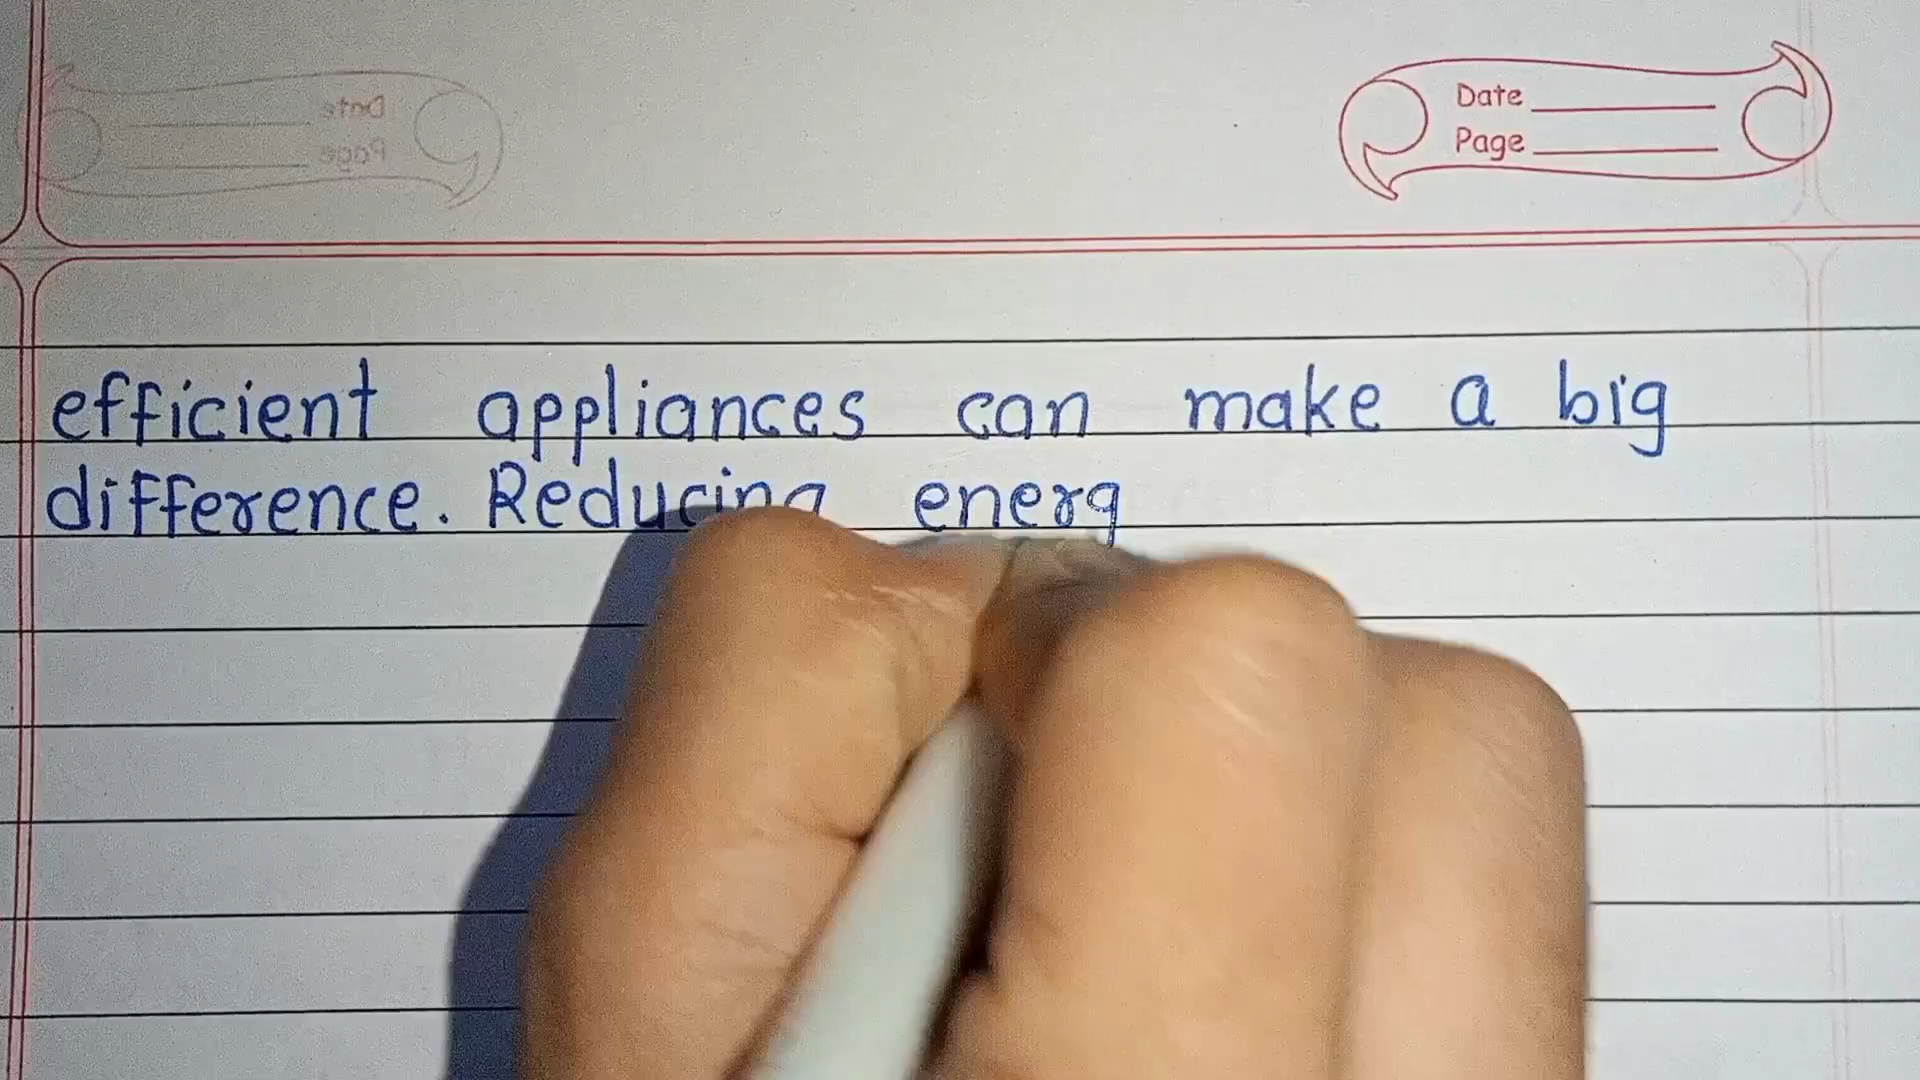 Date
Page
efficient appliances can make a big
difference. Reducing energ